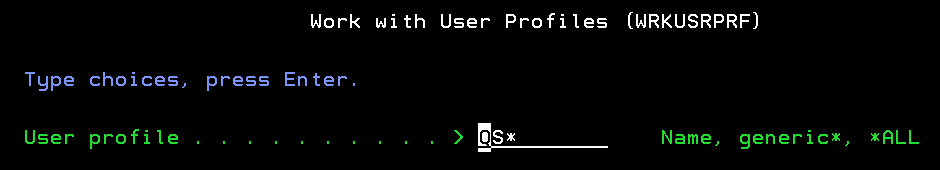 Work with User Profiles (WRKUSRPRF)
Type choices, press Enter.
User profile . . . . . . . . . . > QS* Name, generic*, *ALL